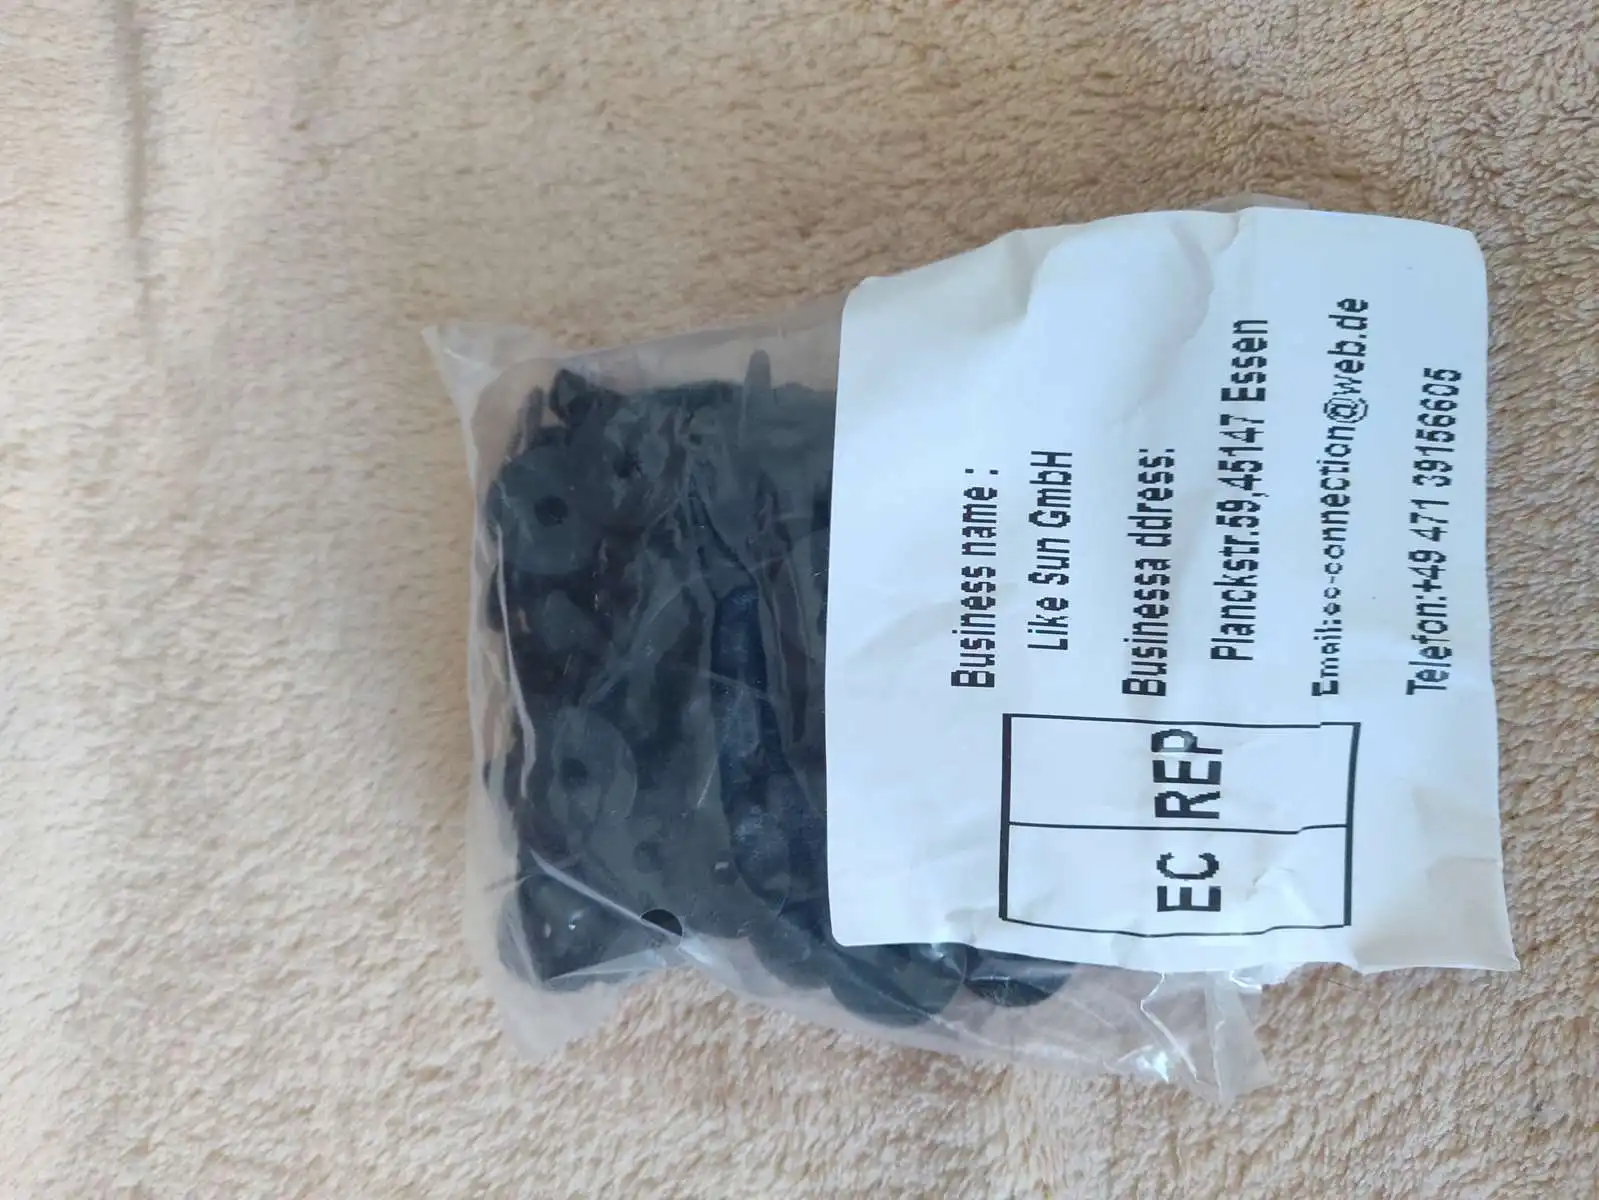 EC REP
Business name :
Like Sun GmbH
Businessa ddress:
Planckstr.59,45147 Essen
Email:ec-connection@web.de
Telefon:+49 471 39156605